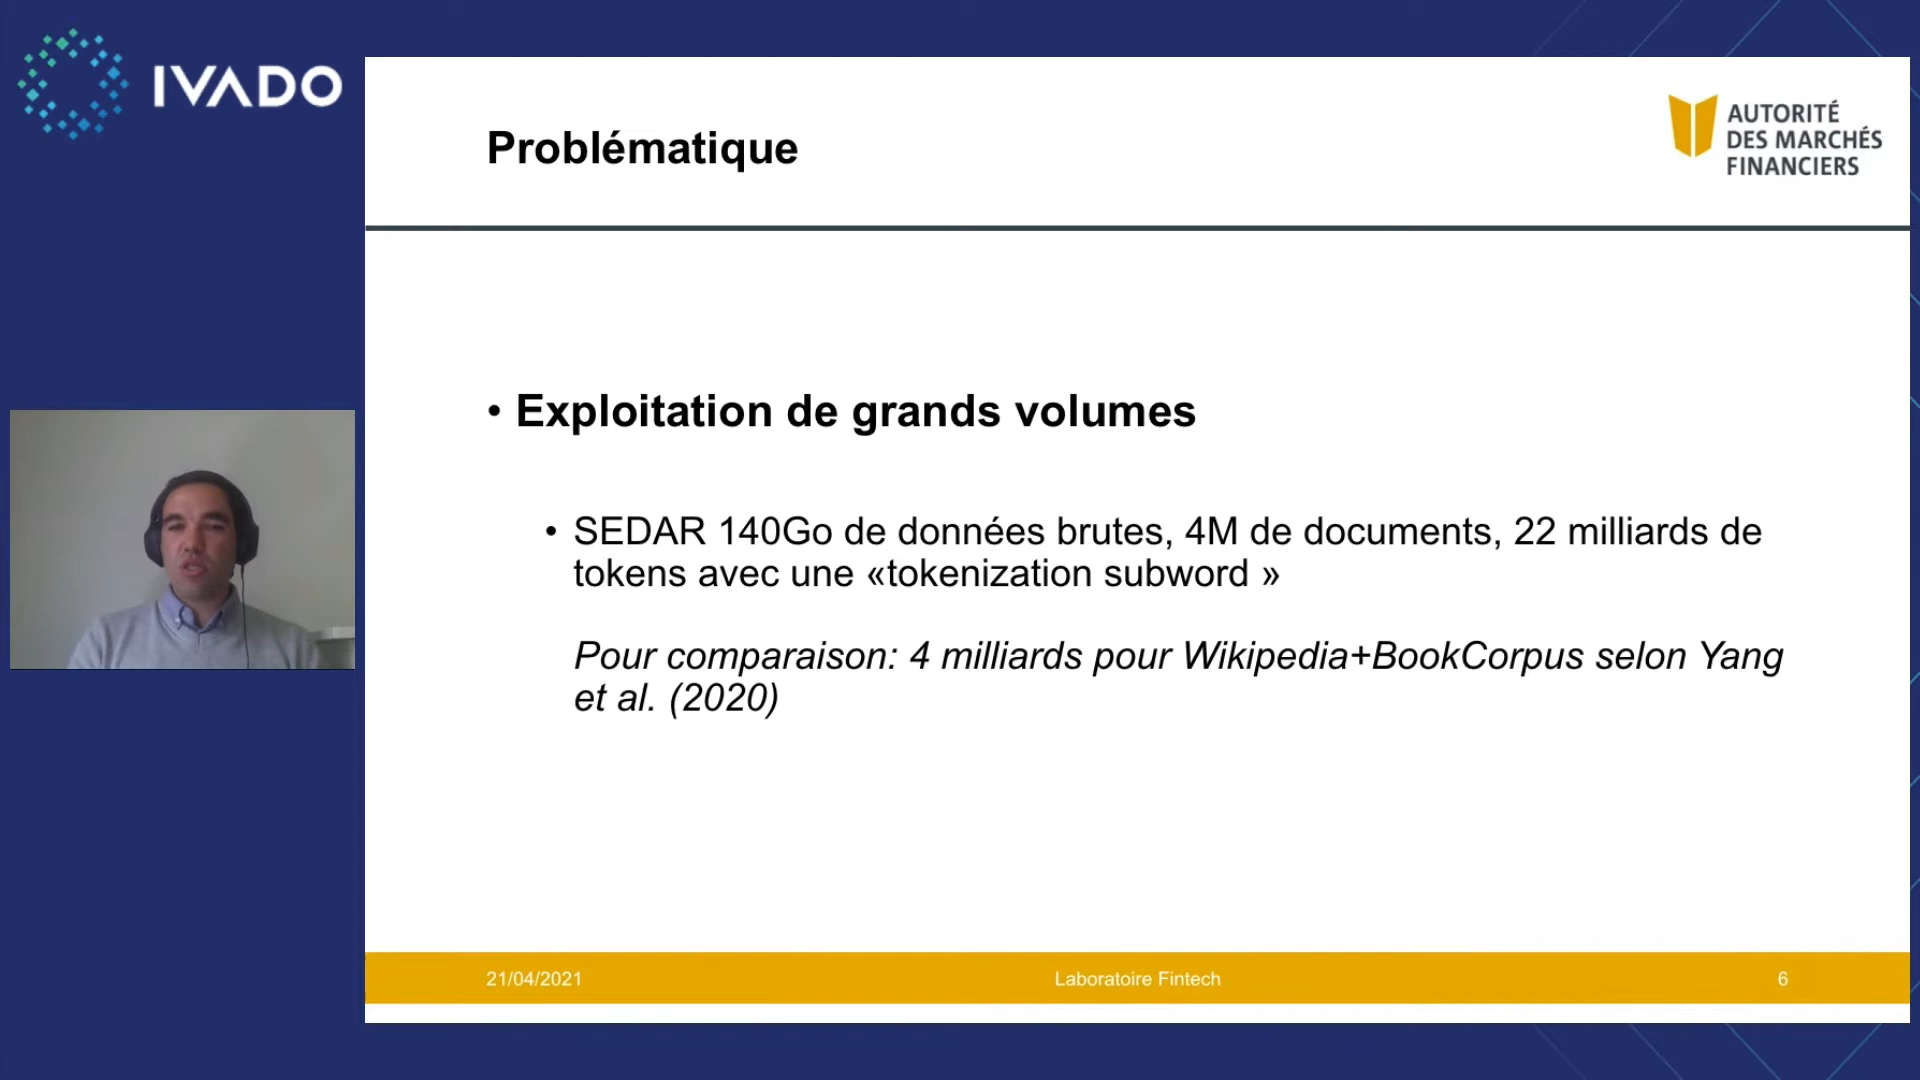 IVADO
Problématique
AUTORITÉ
DES MARCHÉS
FINANCIERS
• Exploitation de grands volumes
• SEDAR 140Go de données brutes, 4M de documents, 22 milliards de
tokens avec une «tokenization subword »
Pour comparaison: 4 milliards pour Wikipedia+BookCorpus selon Yang
et al. (2020)
21/04/2021
Laboratoire Fintech
6